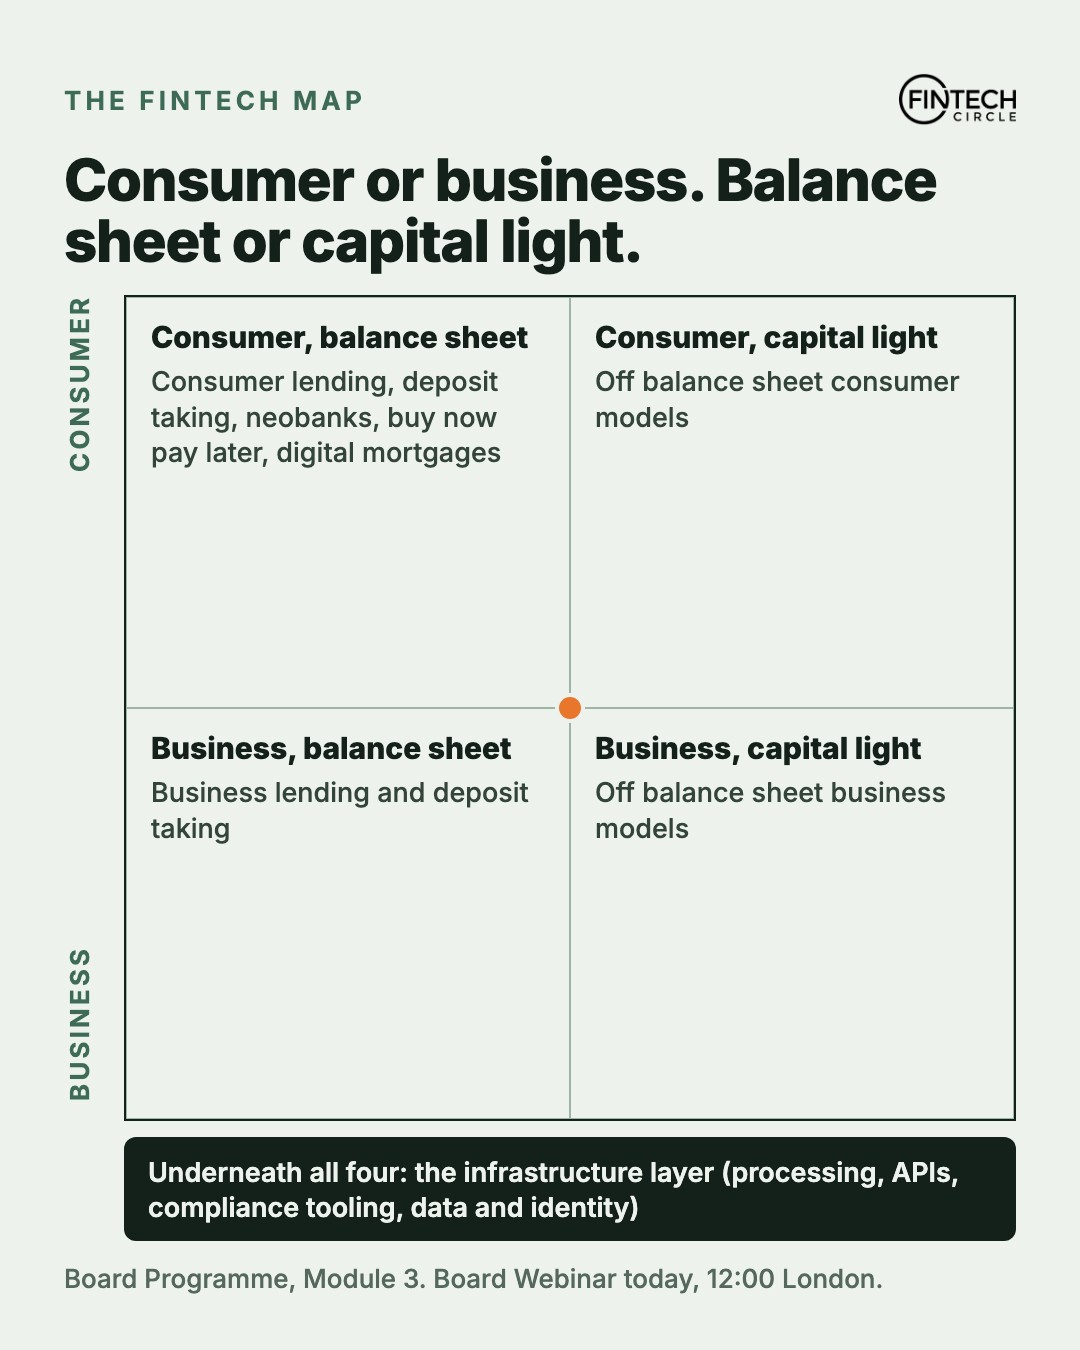 THE FINTECH MAP
FINTECH
CIRCLE
Consumer or business. Balance
sheet or capital light.
CONSUMER
Consumer, balance sheet
Consumer lending, deposit
taking, neobanks, buy now
pay later, digital mortgages
Consumer, capital light
Off balance sheet consumer
models
BUSINESS
Business, balance sheet
Business lending and deposit
taking
Business, capital light
Off balance sheet business
models
Underneath all four: the infrastructure layer (processing, APIs,
compliance tooling, data and identity)
Board Programme, Module 3. Board Webinar today, 12:00 London.